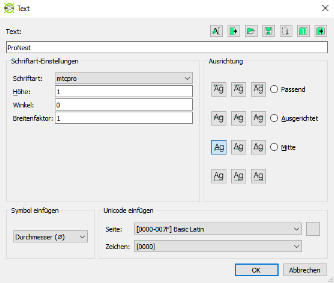 Text
Text:
ProNest
Schriftart-Einstellungen
Schriftart: mtcpro
Höhe: 1
Winkel: 0
Breitenfaktor: 1
Ausrichtung
Ag Ag Ag Passend
Ag Ag Ag Ausgerichtet
Ag Ag Ag Mitte
Ag Ag Ag
Symbol einfügen
Durchmesser (Ø)
Unicode einfügen
Seite: [0000-007F] Basic Latin
Zeichen: [0000]
OK Abbrechen